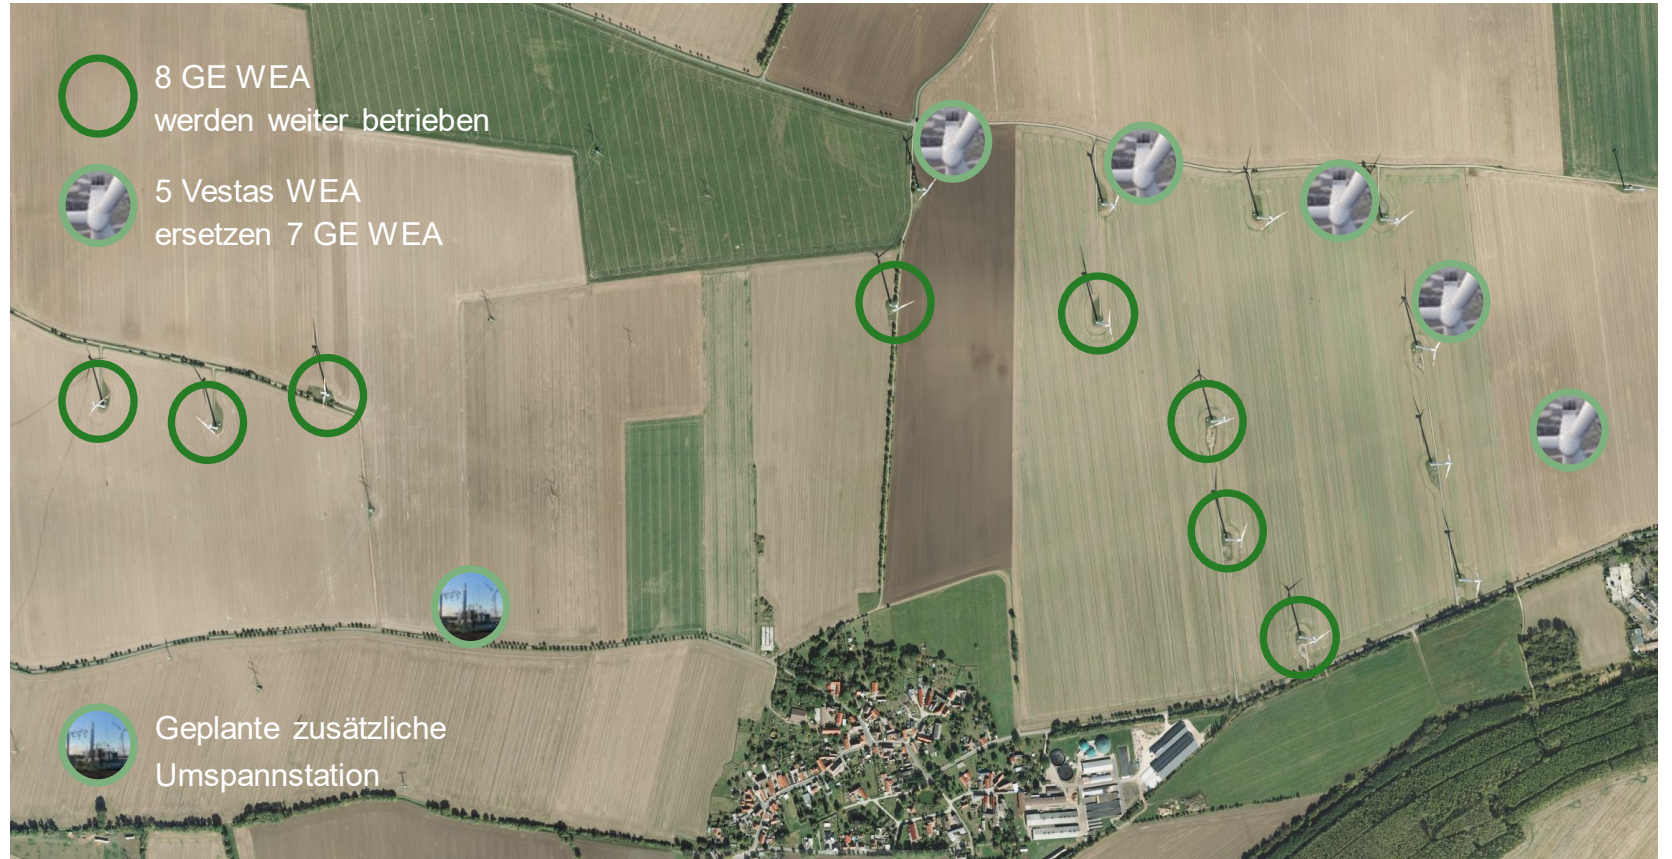 8 GE WEA
werden weiter betrieben
5 Vestas WEA
ersetzen 7 GE WEA
Geplante zusätzliche
Umspannstation